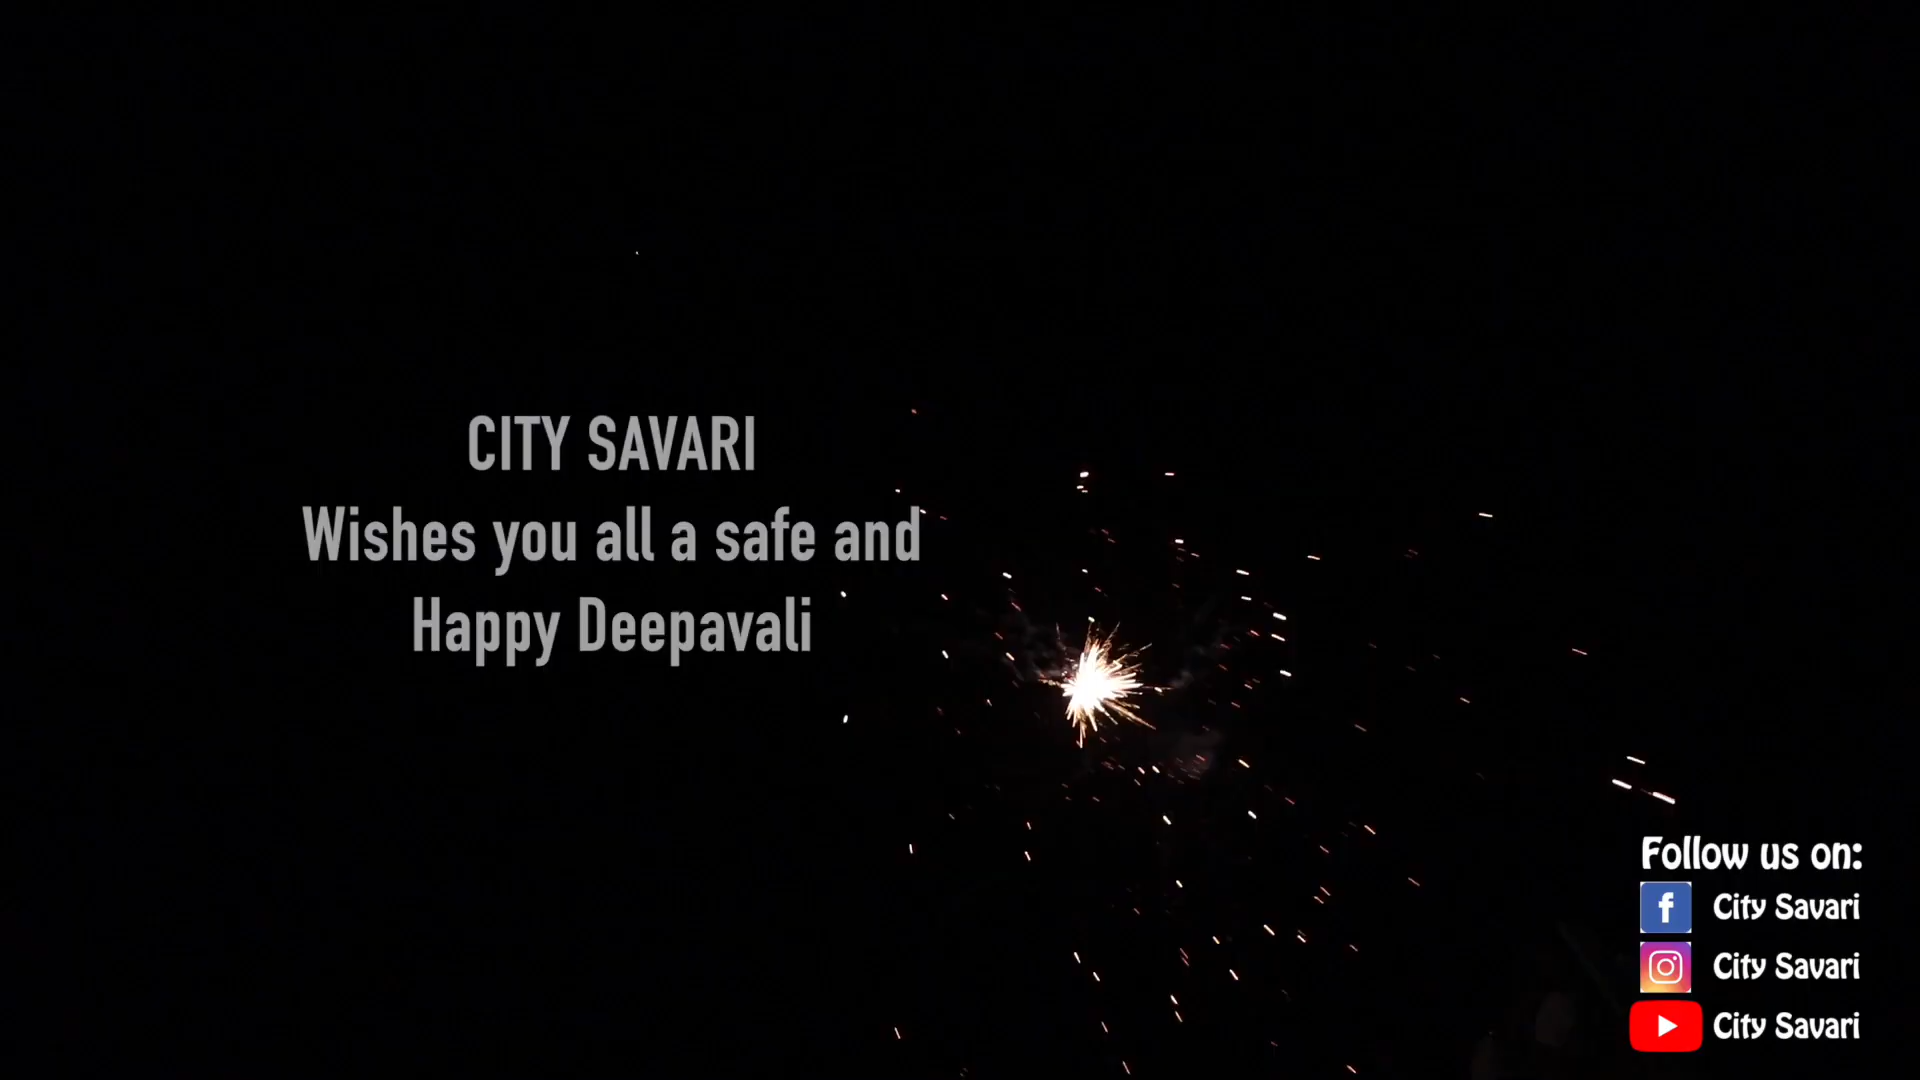 CITY SAVARI
Wishes you all a safe and
Happy Deepavali
Follow us on:
City Savari
City Savari
City Savari